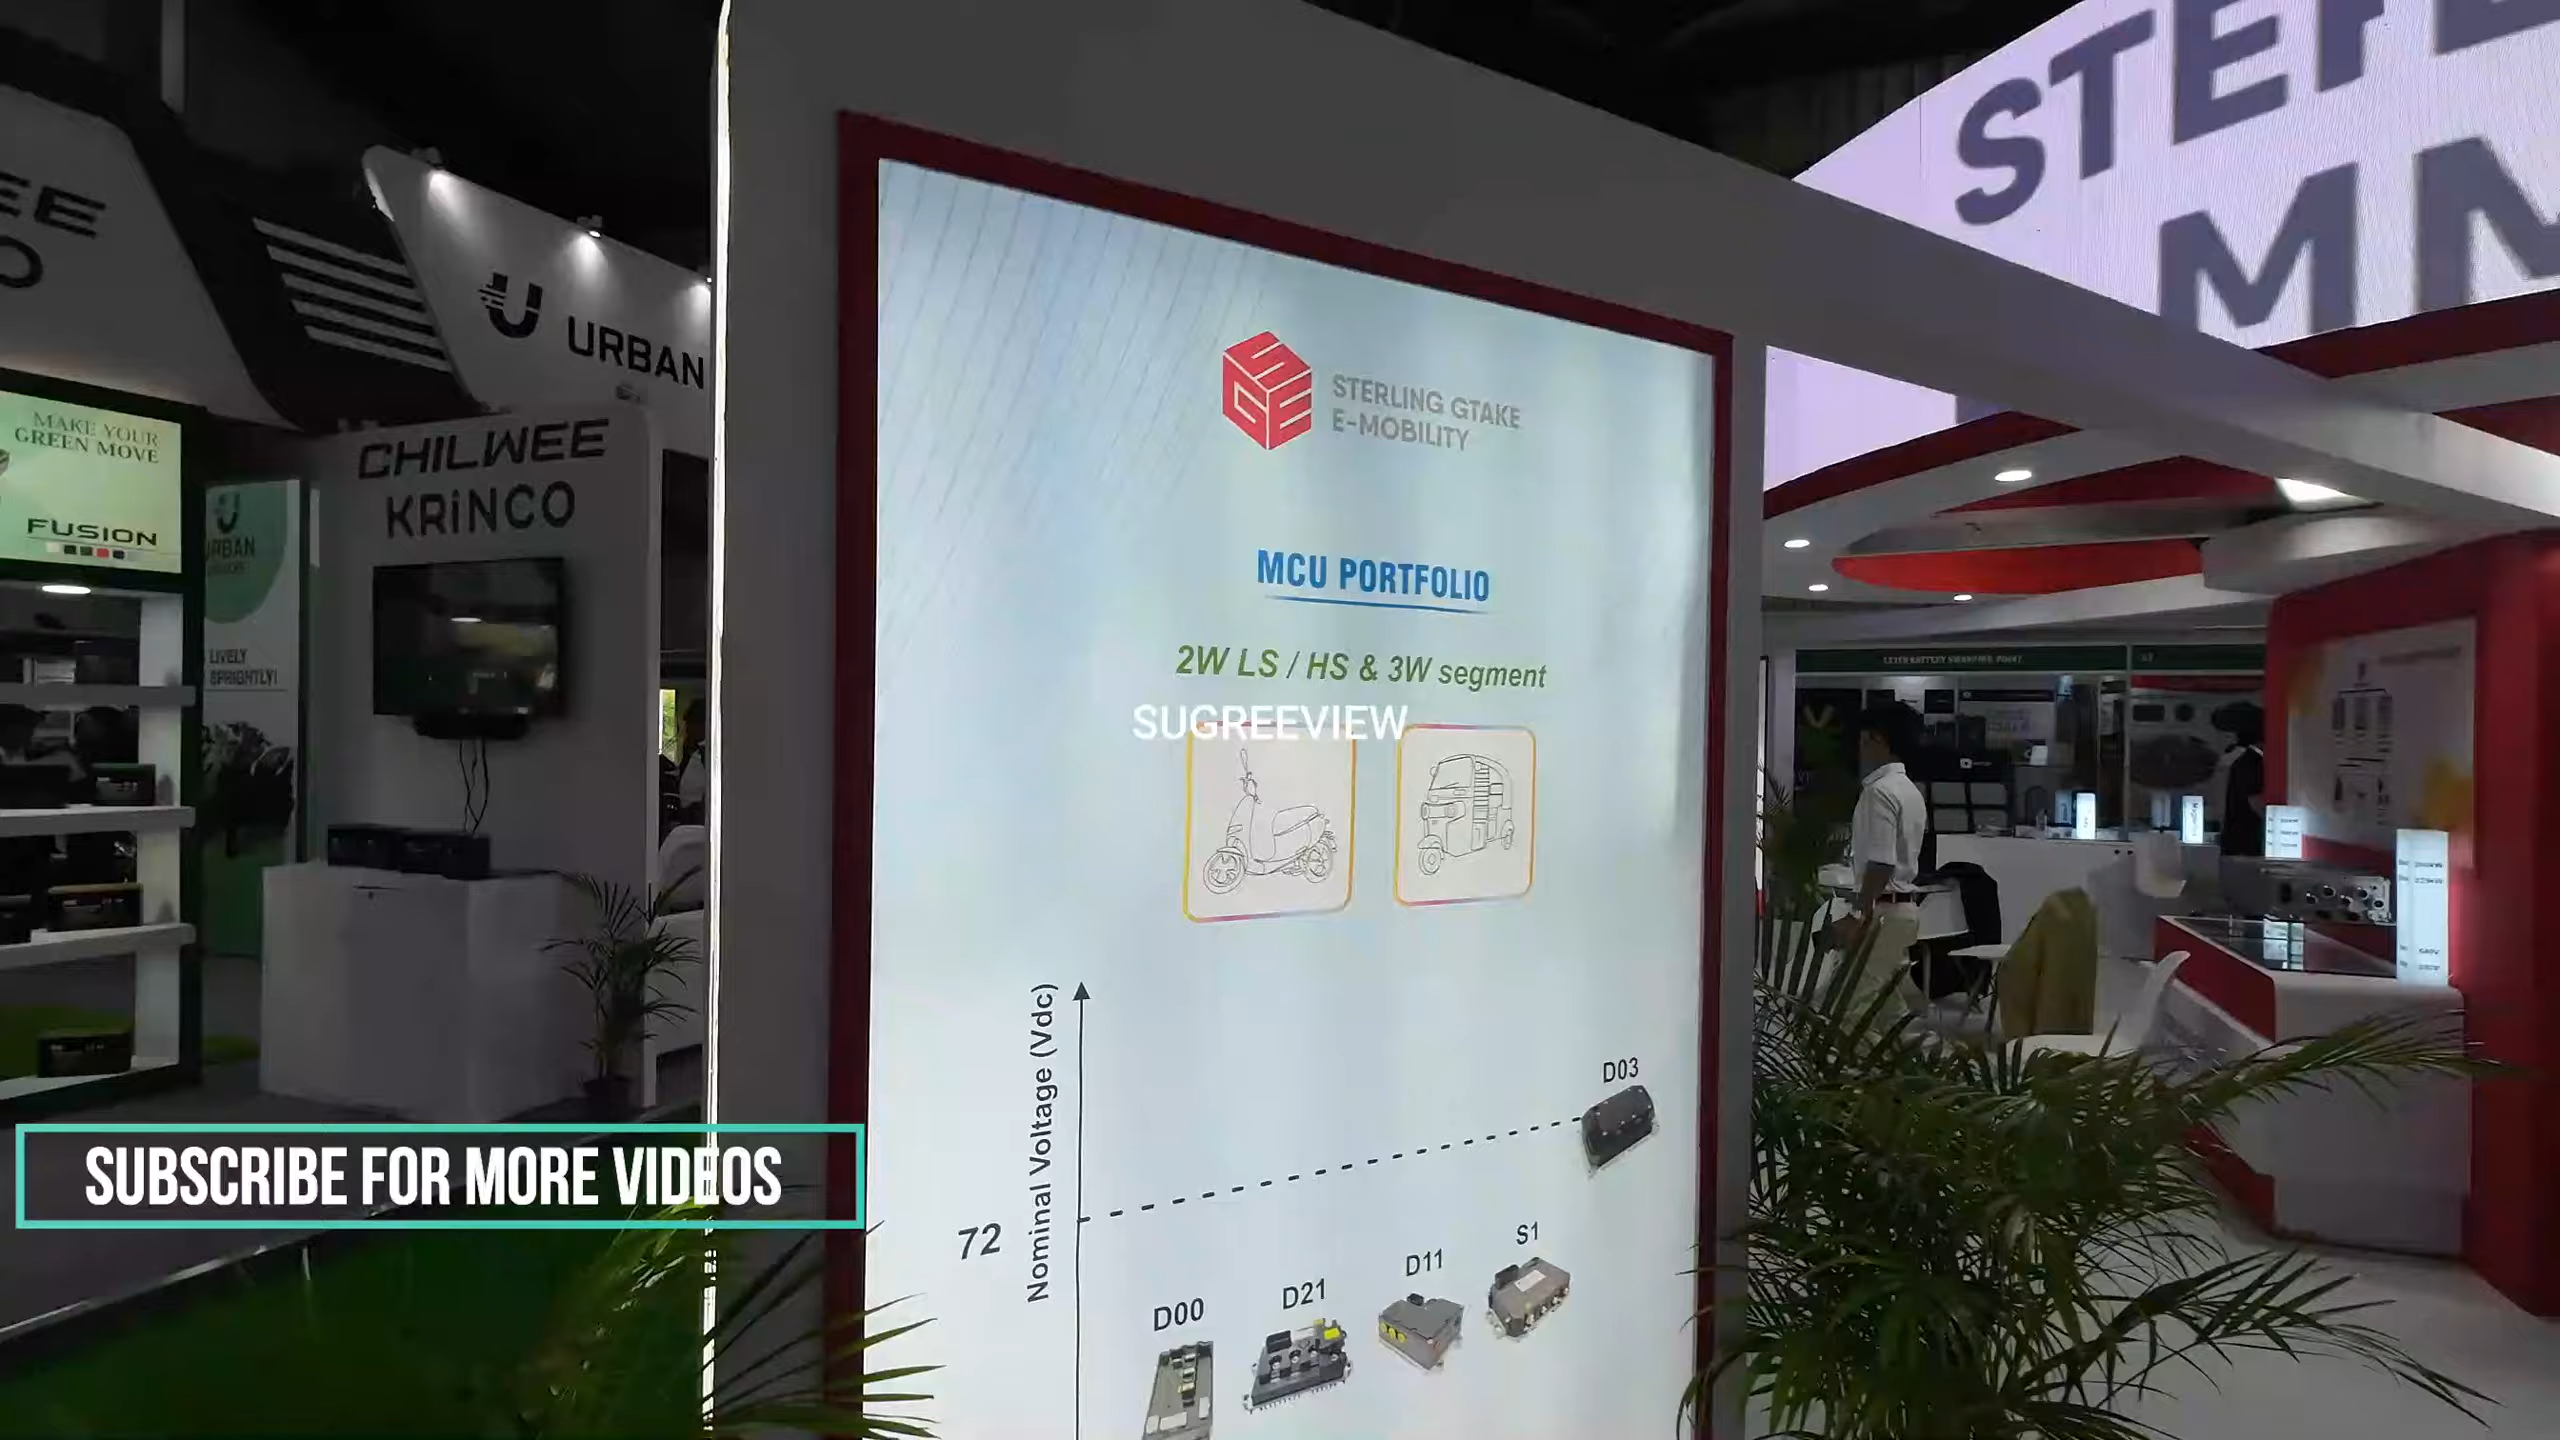 STE
M
EE
O
URBAN
MAKE YOUR
GREEN MOVE
FUSION
CHILWEE
KRiNCO
URBAN
LIVELY
SPRIGHTLY!
SGE
STERLING GTAKE
E-MOBILITY
MCU PORTFOLIO
2W LS / HS & 3W segment
SUGREEVIEW
Nominal Voltage (Vdc)
72
D03
S1
D11
D21
D00
SUBSCRIBE FOR MORE VIDEOS